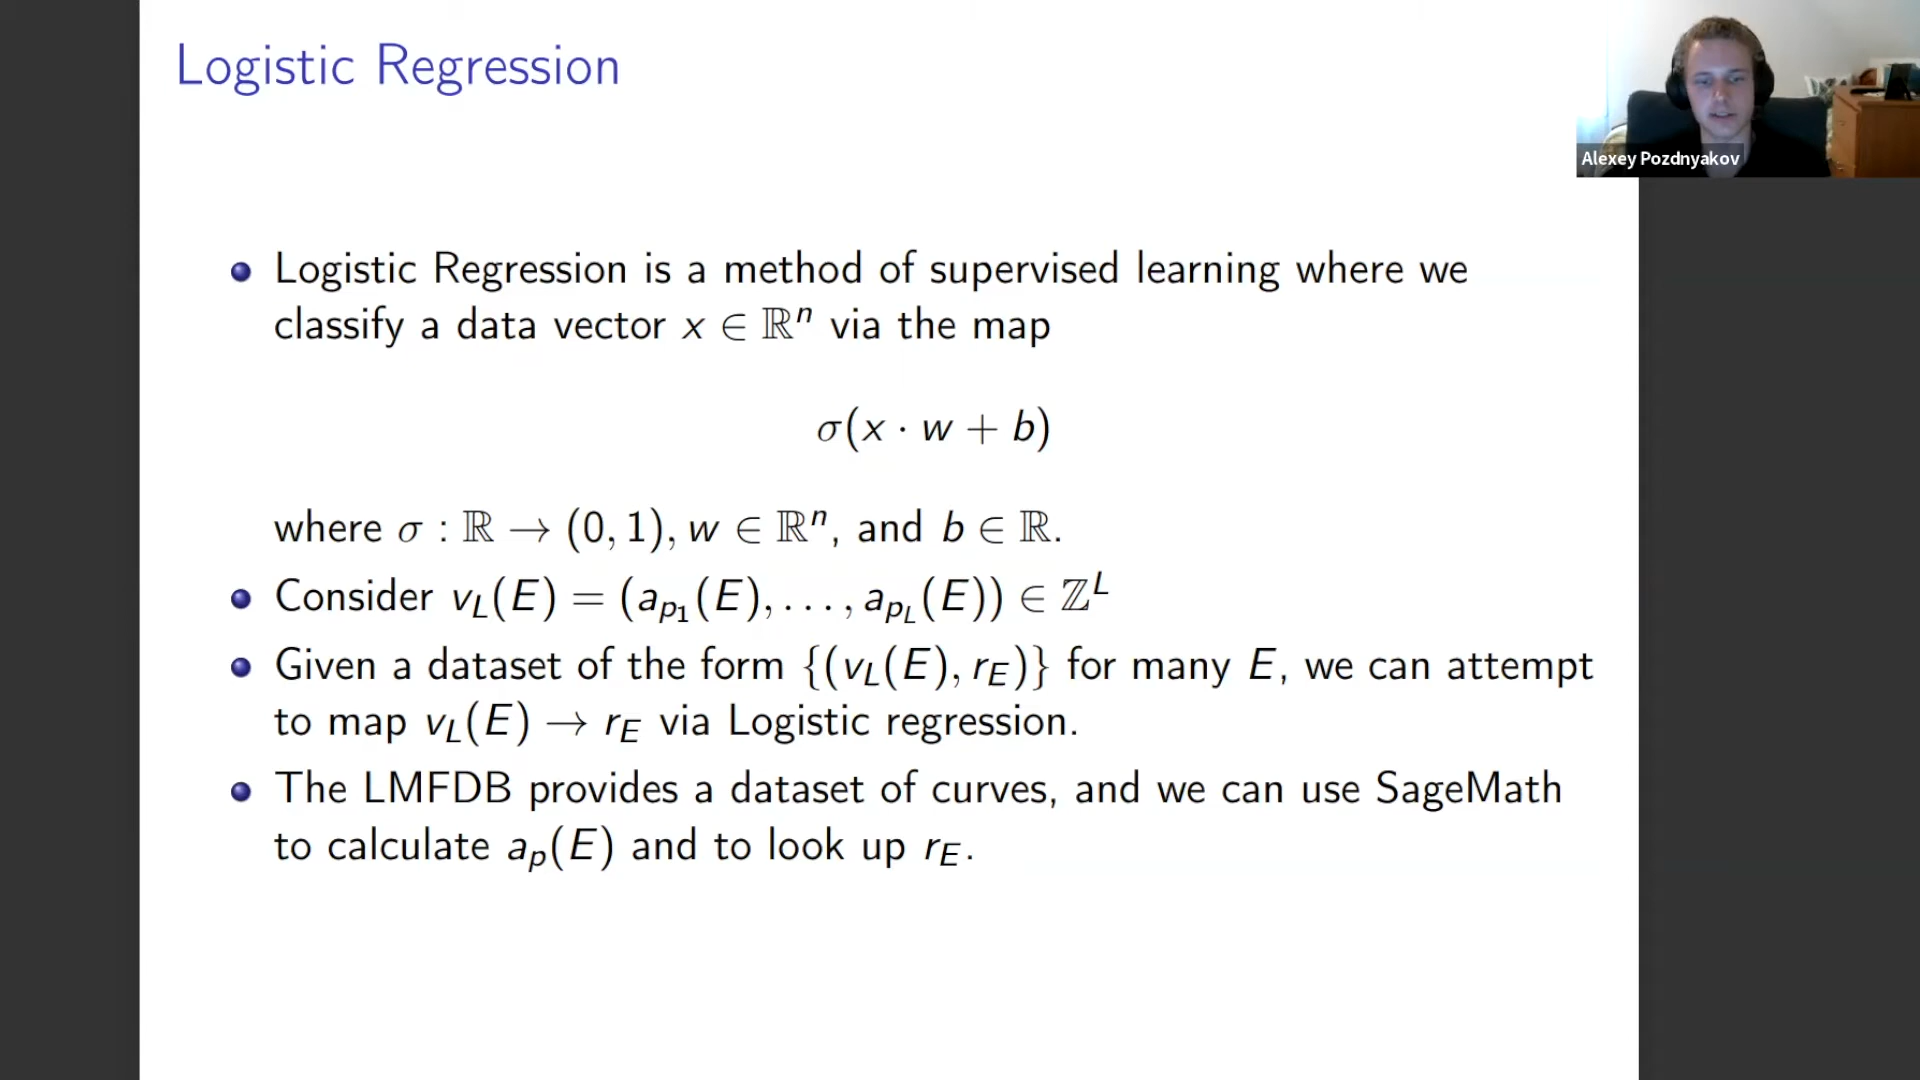 Logistic Regression
Alexey Pozdnyakov
Logistic Regression is a method of supervised learning where we
classify a data vector x ∈ ℝⁿ via the map
σ(x · w + b)
where σ : ℝ → (0, 1), w ∈ ℝⁿ, and b ∈ ℝ.
Consider v_L(E) = (a_{p₁}(E), . . . , a_{p_L}(E)) ∈ ℤ^L
Given a dataset of the form {(v_L(E), r_E)} for many E, we can attempt
to map v_L(E) → r_E via Logistic regression.
The LMFDB provides a dataset of curves, and we can use SageMath
to calculate a_p(E) and to look up r_E.